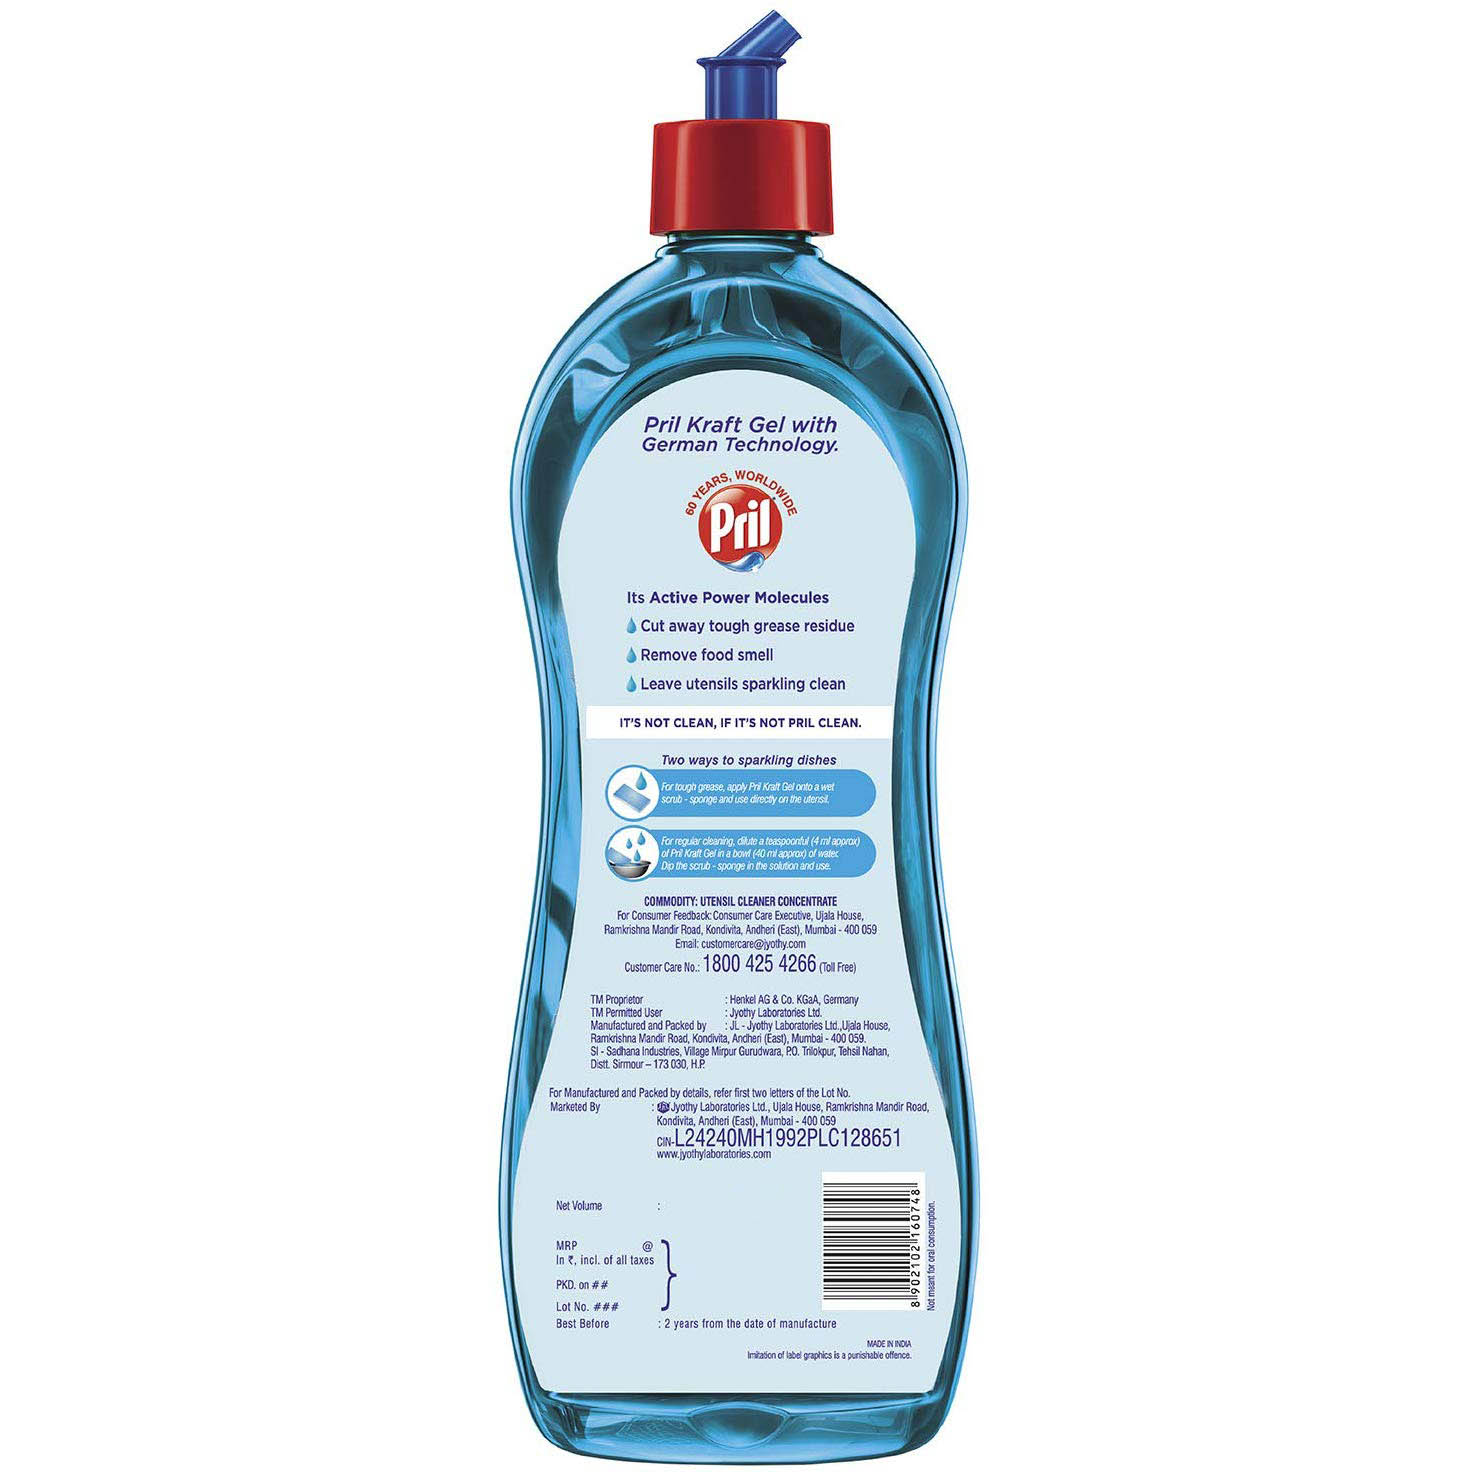 Pril Kraft Gel with
German Technology.
60 YEARS, WORLDWIDE
Pril
Its Active Power Molecules
Cut away tough grease residue
Remove food smell
Leave utensils sparkling clean
IT'S NOT CLEAN, IF IT'S NOT PRIL CLEAN.
Two ways to sparkling dishes
For tough grease, apply Pril Kraft Gel onto a wet
scrub - sponge and use directly on the utensil.
For regular cleaning, dilute a teaspoonful (4 ml approx)
of Pril Kraft Gel in a bowl (40 ml approx) of water.
Dip the scrub - sponge in the solution and use.
COMMODITY: UTENSIL CLEANER CONCENTRATE
For Consumer Feedback: Consumer Care Executive, Ujala House,
Ramkrishna Mandir Road, Kondivita, Andheri (East), Mumbai - 400 059
Email: customercare@jyothy.com
Customer Care No.: 1800 425 4266 (Toll Free)
TM Proprietor : Henkel AG & Co. KGaA, Germany
TM Permitted User : Jyothy Laboratories Ltd.
Manufactured and Packed by : JL - Jyothy Laboratories Ltd.,Ujala House,
Ramkrishna Mandir Road, Kondivita, Andheri (East), Mumbai - 400 059.
SI - Sadhana Industries, Village Mirpur Gurudwara, P.O. Trilokpur, Tehsil Nahan,
Distt. Sirmour – 173 030, H.P.
For Manufactured and Packed by details, refer first two letters of the Lot No.
Marketed By : Jyothy Laboratories Ltd., Ujala House, Ramkrishna Mandir Road,
Kondivita, Andheri (East), Mumbai - 400 059
CIN-L24240MH1992PLC128651
www.jyothylaboratories.com
Net Volume :
MRP @
In ₹, incl. of all taxes
PKD. on ##
Lot No. ###
Best Before : 2 years from the date of manufacture
8 902102 160748
Not meant for oral consumption.
MADE IN INDIA
Imitation of label graphics is a punishable offence.